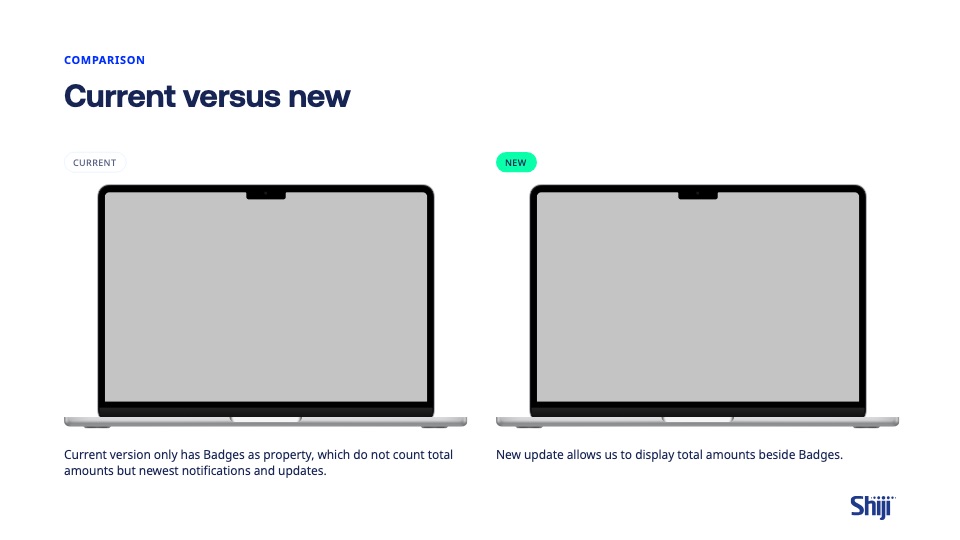 COMPARISON
Current versus new
CURRENT
NEW
Current version only has Badges as property, which do not count total
amounts but newest notifications and updates.
New update allows us to display total amounts beside Badges.
Shiji